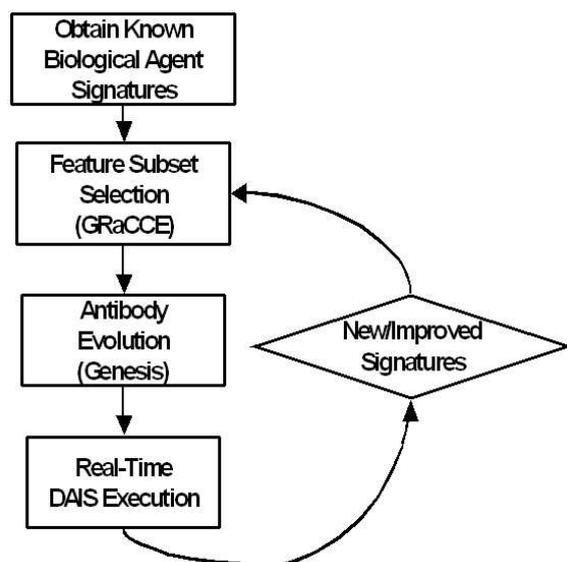 Obtain Known
Biological Agent
Signatures
Feature Subset
Selection
(GRaCCE)
Antibody
Evolution
(Genesis)
New/Improved
Signatures
Real-Time
DAIS Execution